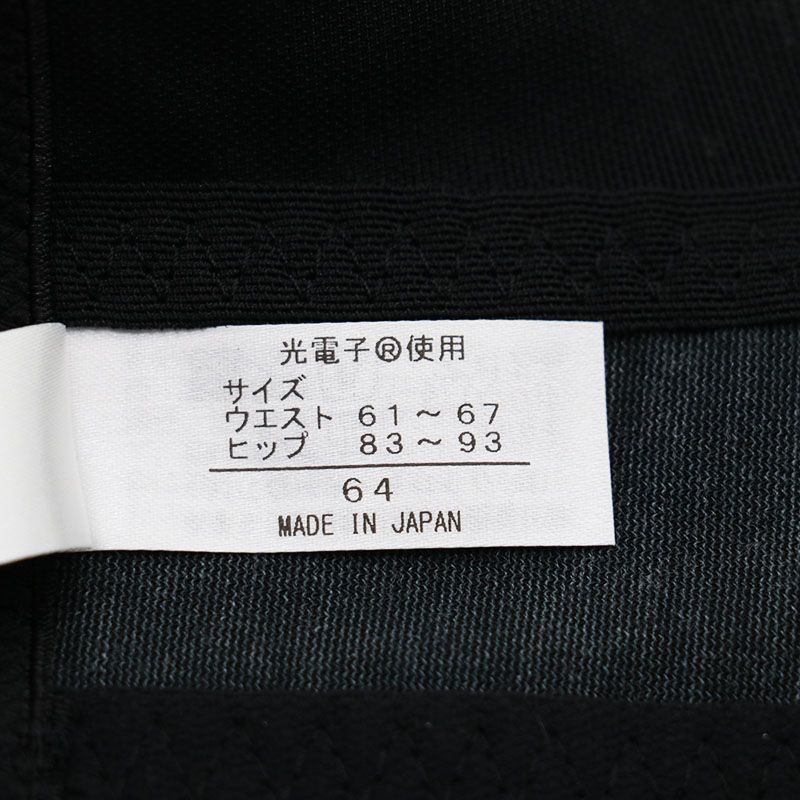 光電子®使用
サイズ
ウエスト 61～67
ヒップ 83～93
64
MADE IN JAPAN